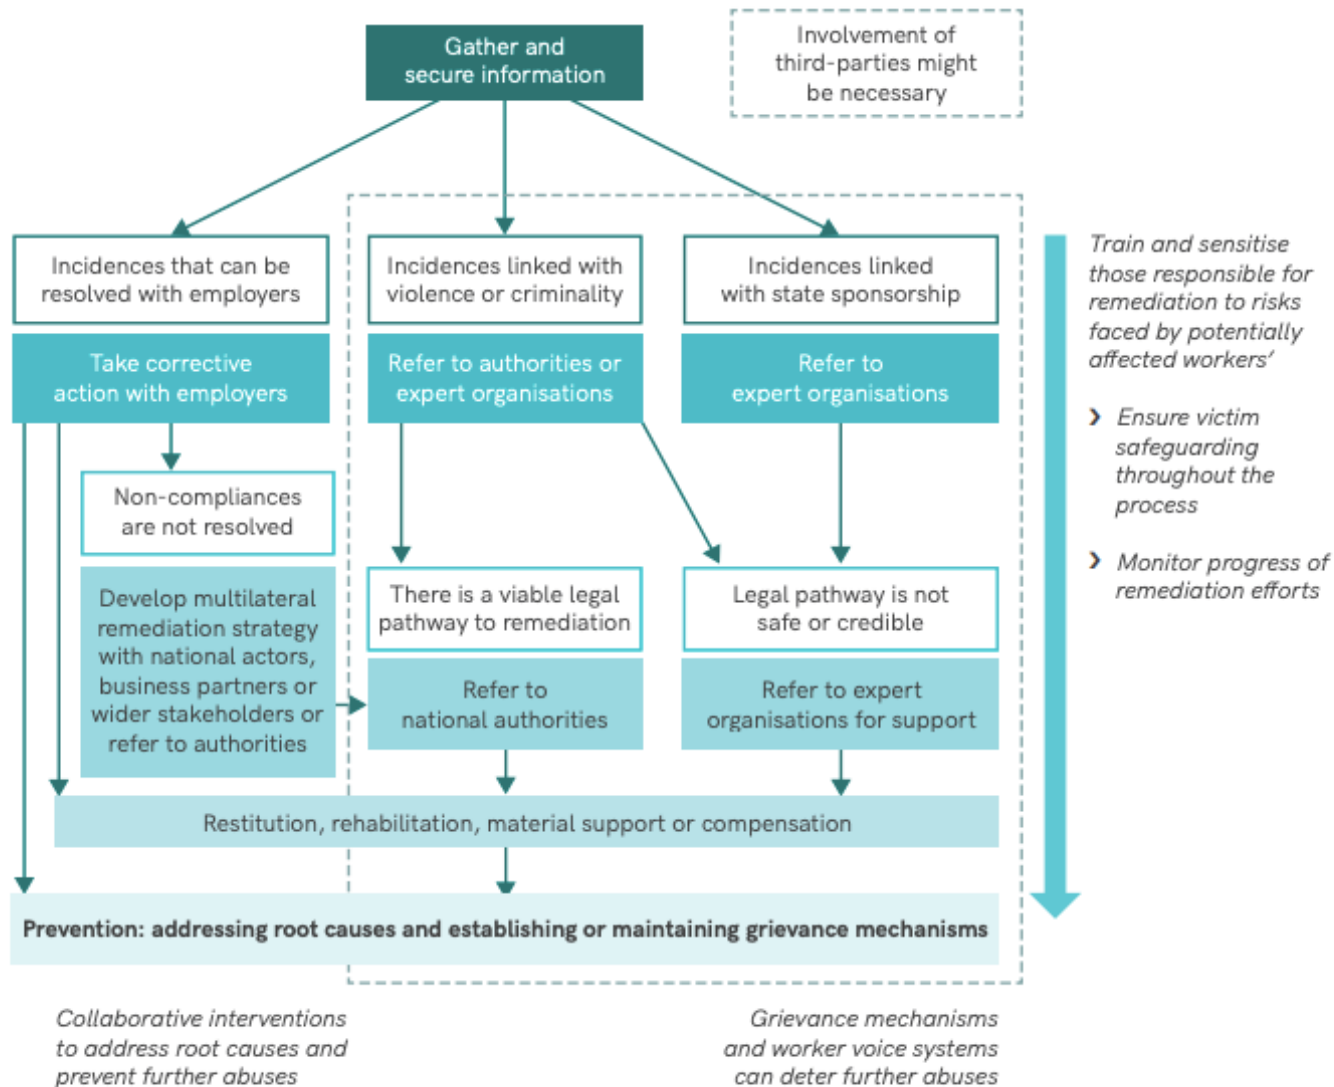 Gather and
secure information
Involvement of
third-parties might
be necessary
Incidences that can be
resolved with employers
Take corrective
action with employers
Incidences linked with
violence or criminality
Refer to authorities or
expert organisations
Incidences linked
with state sponsorship
Refer to
expert organisations
Non-compliances
are not resolved
Develop multilateral
remediation strategy
with national actors,
business partners or
wider stakeholders or
refer to authorities
There is a viable legal
pathway to remediation
Refer to
national authorities
Legal pathway is not
safe or credible
Refer to expert
organisations for support
Restitution, rehabilitation, material support or compensation
Prevention: addressing root causes and establishing or maintaining grievance mechanisms
Train and sensitise
those responsible for
remediation to risks
faced by potentially
affected workers’
› Ensure victim
safeguarding
throughout the
process
› Monitor progress of
remediation efforts
Collaborative interventions
to address root causes and
prevent further abuses
Grievance mechanisms
and worker voice systems
can deter further abuses